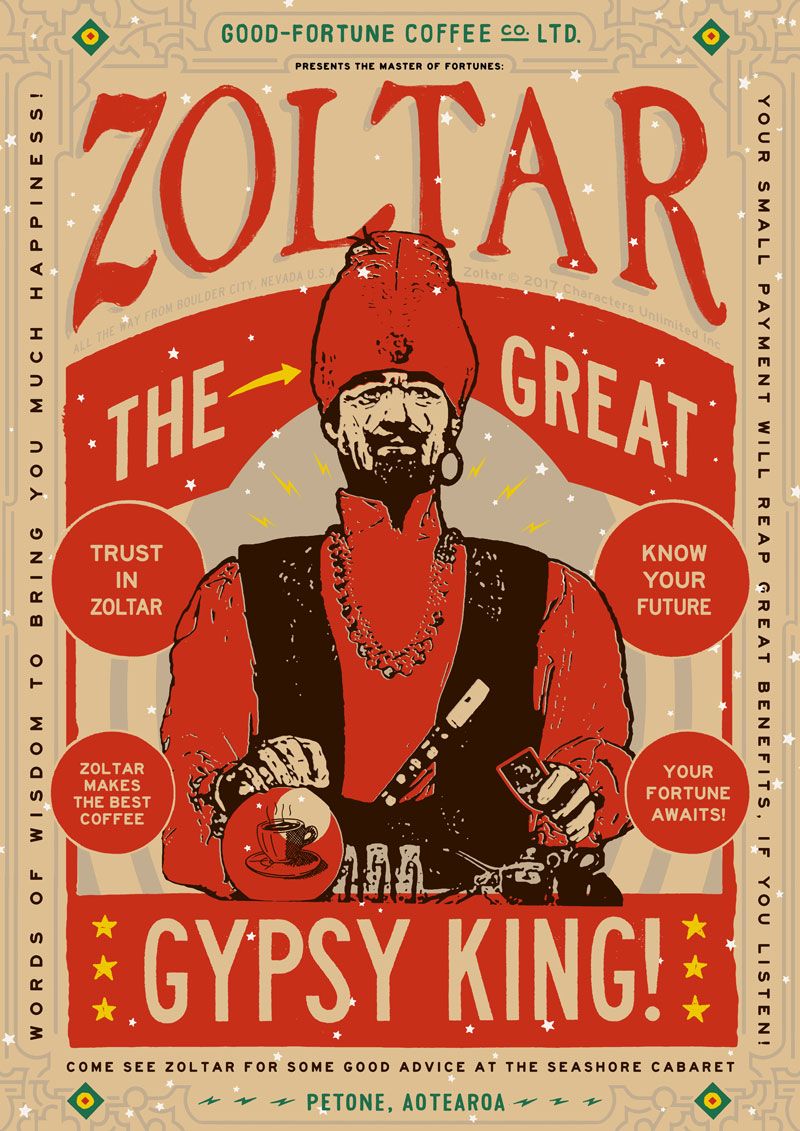 GOOD-FORTUNE COFFEE CO. LTD.
PRESENTS THE MASTER OF FORTUNES:
ZOLTAR
ALL THE WAY FROM BOULDER CITY, NEVADA U.S.A
Zoltar © 2017 Characters Unlimited Inc
THE GREAT
TRUST
IN
ZOLTAR
KNOW
YOUR
FUTURE
ZOLTAR
MAKES
THE BEST
COFFEE
YOUR
FORTUNE
AWAITS!
GYPSY KING!
WORDS OF WISDOM TO BRING YOU MUCH HAPPINESS!
YOUR SMALL PAYMENT WILL REAP GREAT BENEFITS, IF YOU LISTEN!
COME SEE ZOLTAR FOR SOME GOOD ADVICE AT THE SEASHORE CABARET
PETONE, AOTEAROA